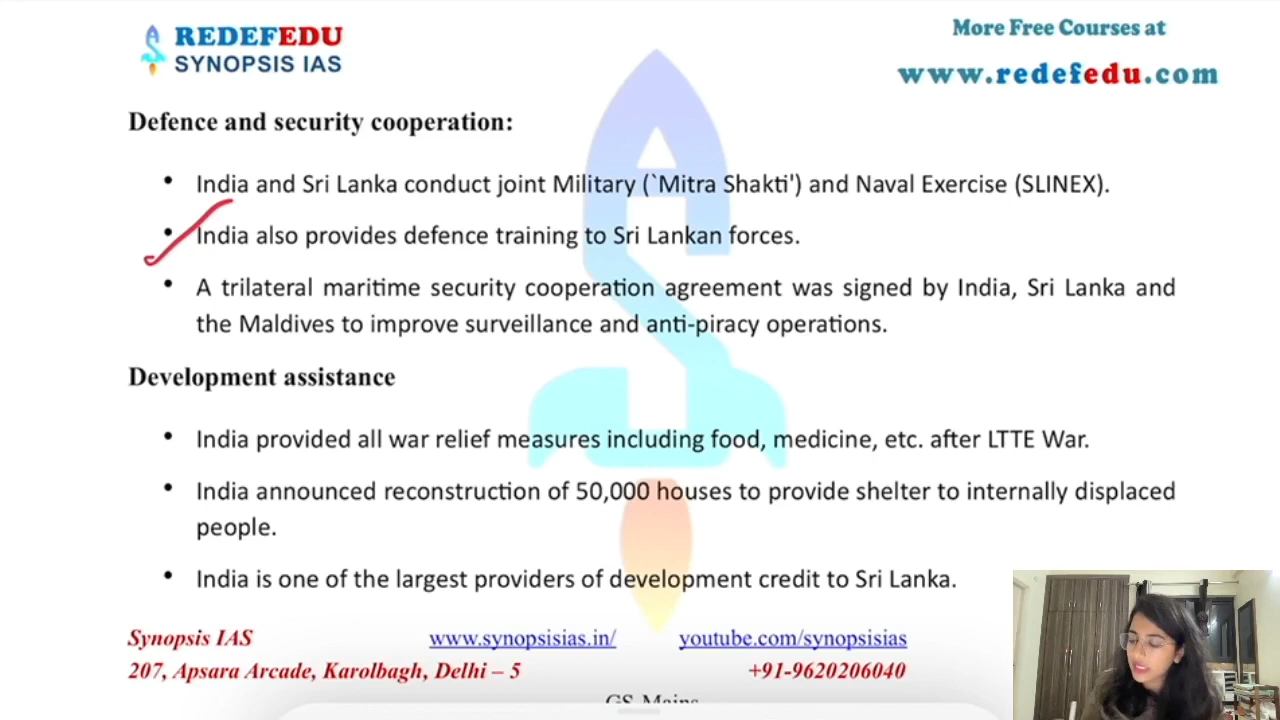 REDEFEDU
SYNOPSIS IAS
More Free Courses at
www.redefedu.com
Defence and security cooperation:
• India and Sri Lanka conduct joint Military (`Mitra Shakti') and Naval Exercise (SLINEX).
• India also provides defence training to Sri Lankan forces.
• A trilateral maritime security cooperation agreement was signed by India, Sri Lanka and
the Maldives to improve surveillance and anti-piracy operations.
Development assistance
• India provided all war relief measures including food, medicine, etc. after LTTE War.
• India announced reconstruction of 50,000 houses to provide shelter to internally displaced
people.
• India is one of the largest providers of development credit to Sri Lanka.
Synopsis IAS www.synopsisias.in/ youtube.com/synopsisias
207, Apsara Arcade, Karolbagh, Delhi – 5 +91-9620206040
GS Mains